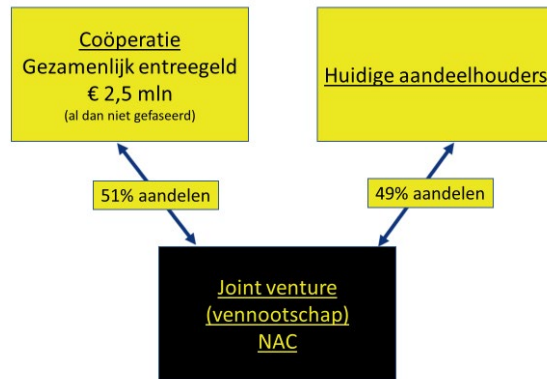 Coöperatie
Gezamenlijk entreegeld
€ 2,5 mln
(al dan niet gefaseerd)
Huidige aandeelhouders
51% aandelen
49% aandelen
Joint venture
(vennootschap)
NAC